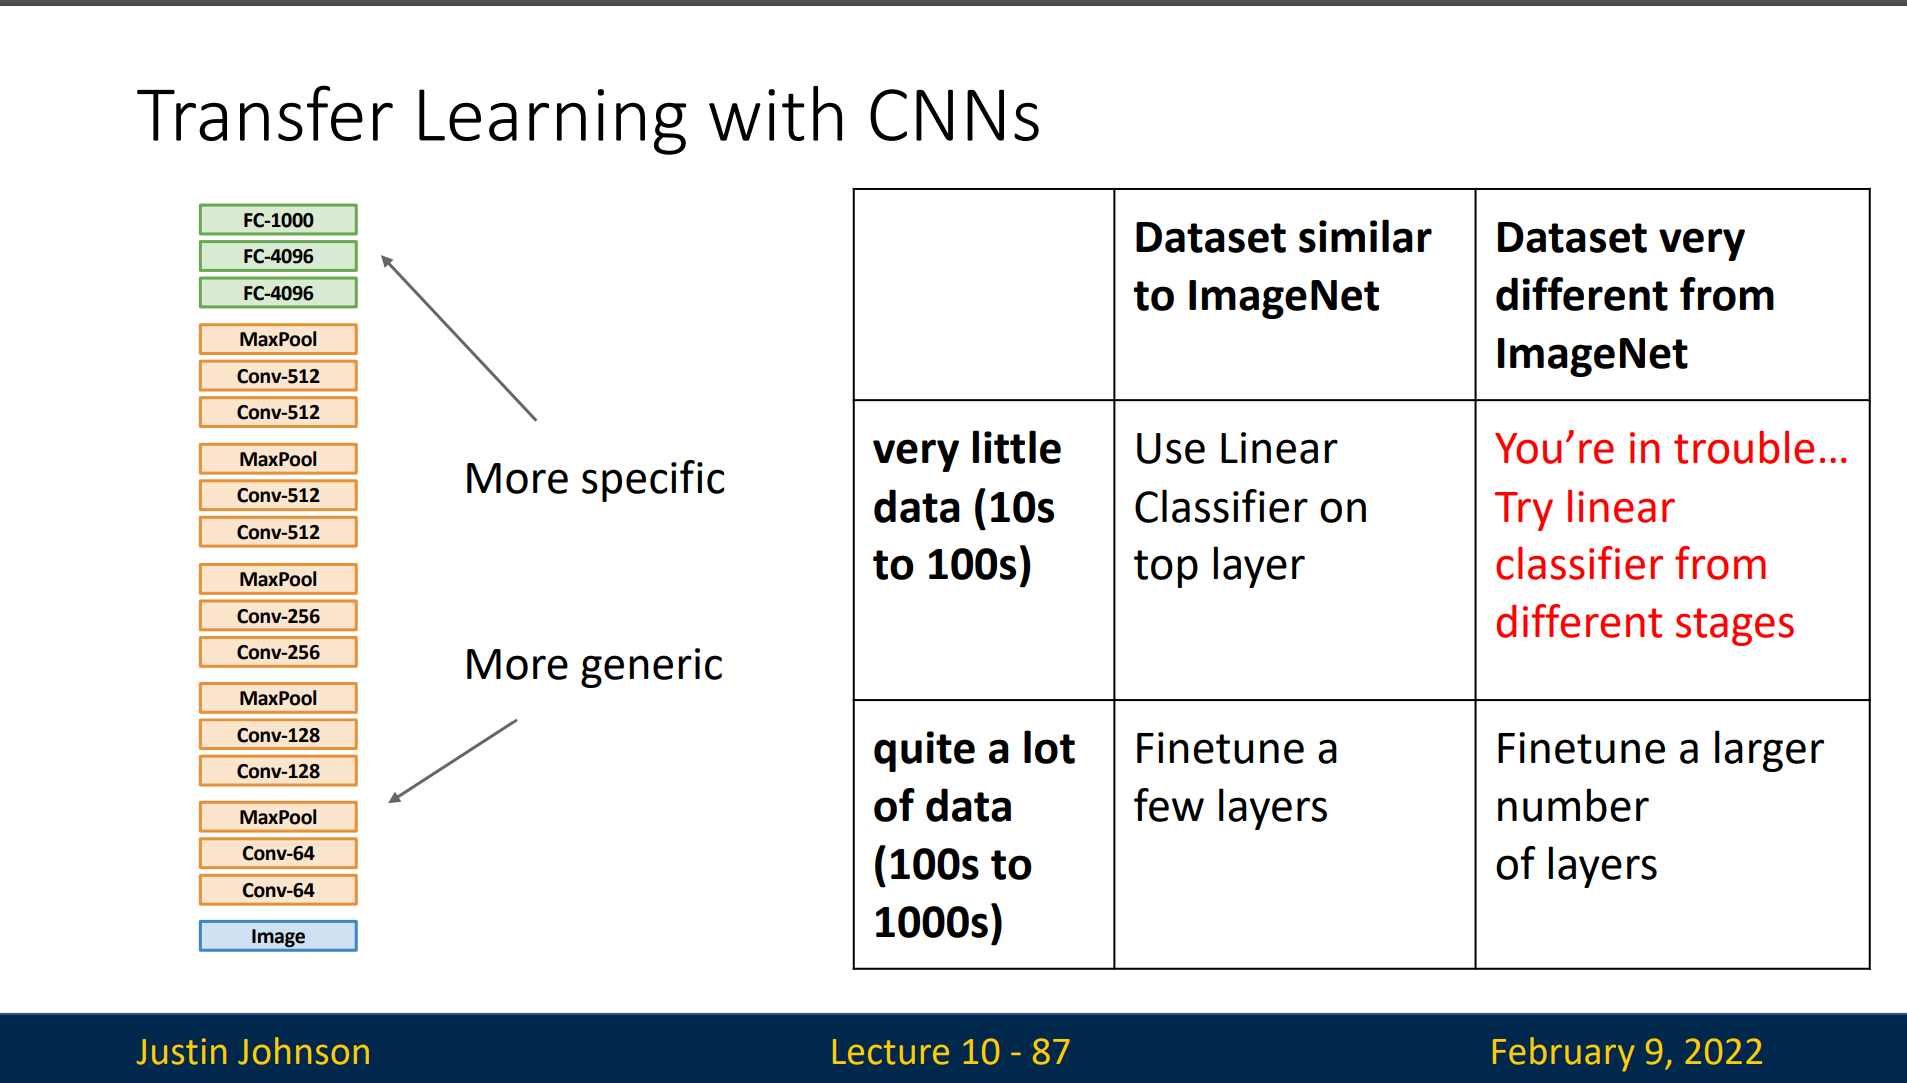 Transfer Learning with CNNs
FC-1000
FC-4096
FC-4096
MaxPool
Conv-512
Conv-512
MaxPool
Conv-512
Conv-512
MaxPool
Conv-256
Conv-256
MaxPool
Conv-128
Conv-128
MaxPool
Conv-64
Conv-64
Image
More specific
More generic
Dataset similar
to ImageNet
Dataset very
different from
ImageNet
very little
data (10s
to 100s)
Use Linear
Classifier on
top layer
You’re in trouble…
Try linear
classifier from
different stages
quite a lot
of data
(100s to
1000s)
Finetune a
few layers
Finetune a larger
number
of layers
Justin Johnson
Lecture 10 - 87
February 9, 2022